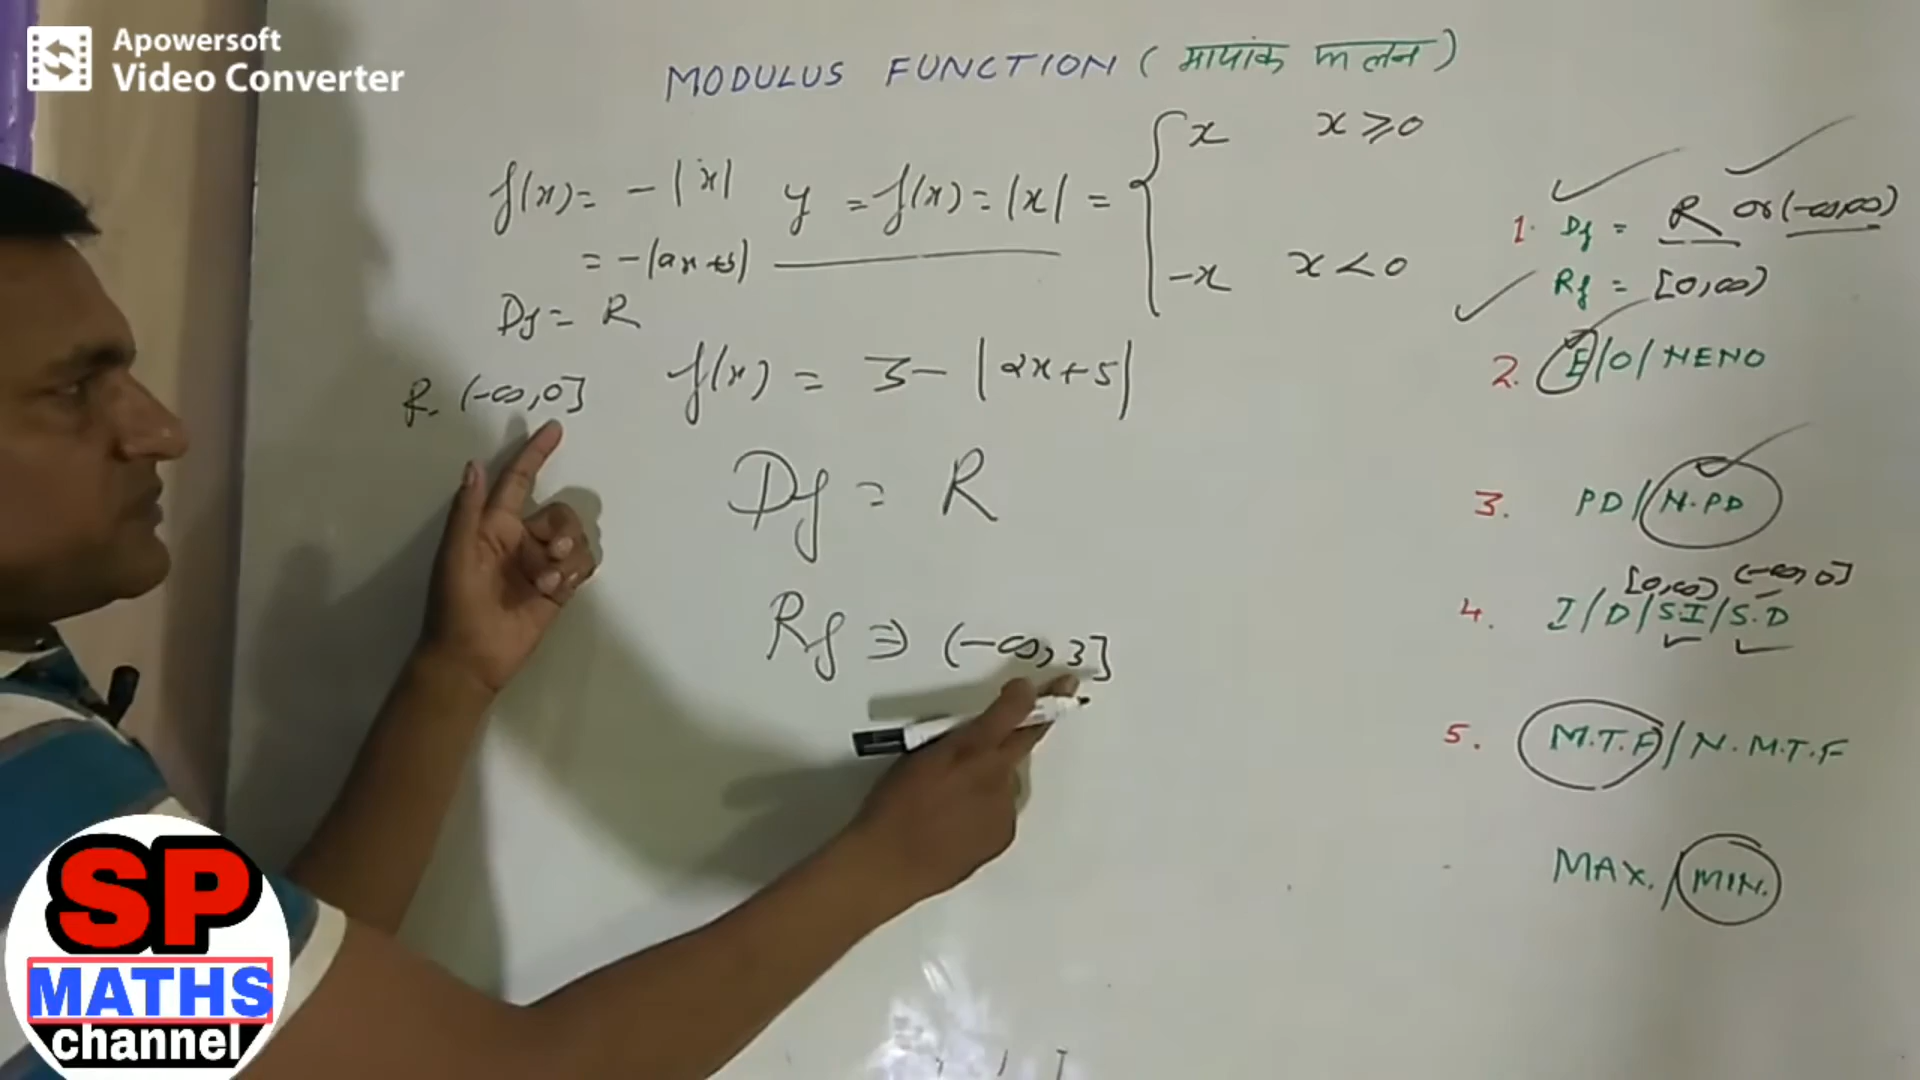 Apowersoft
Video Converter
MODULUS FUNCTION ( मापांक फलन )
f(x) = - |x| y = f(x) = |x| = { x x ≥ 0
-x x < 0
= -|ax+b|
Df = R
R. (-∞, 0]
f(x) = 3 - |2x+5|
Df = R
Rf ⇒ (-∞, 3]
1. Df = R or (-∞,∞)
Rf = [0,∞)
2. E/O/NENO
3. PD/N.PD
[0,∞) (-∞,0]
4. I/D/S.I/S.D
5. M.T.F/N.M.T.F
MAX./MIN.
SP
MATHS
channel